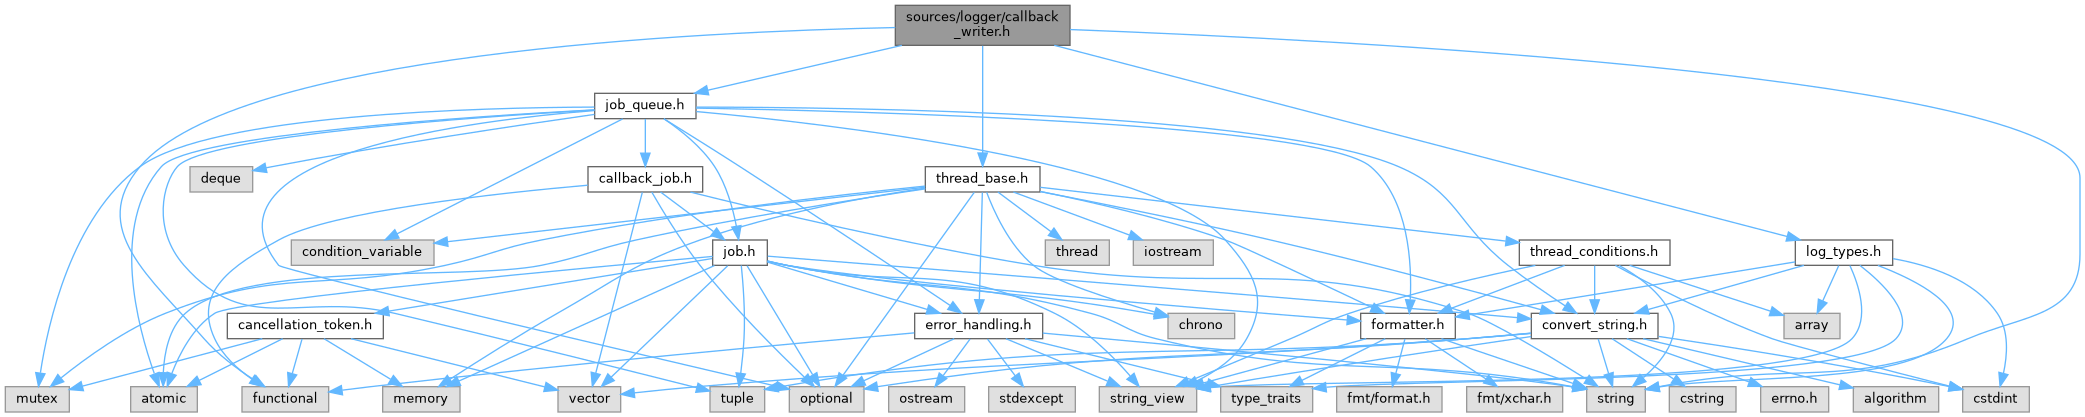 sources/logger/callback
_writer.h
job_queue.h
deque
callback_job.h
thread_base.h
condition_variable
job.h
thread
iostream
thread_conditions.h
log_types.h
cancellation_token.h
error_handling.h
chrono
formatter.h
convert_string.h
array
mutex
atomic
functional
memory
vector
tuple
optional
ostream
stdexcept
string_view
type_traits
fmt/format.h
fmt/xchar.h
string
cstring
errno.h
algorithm
cstdint